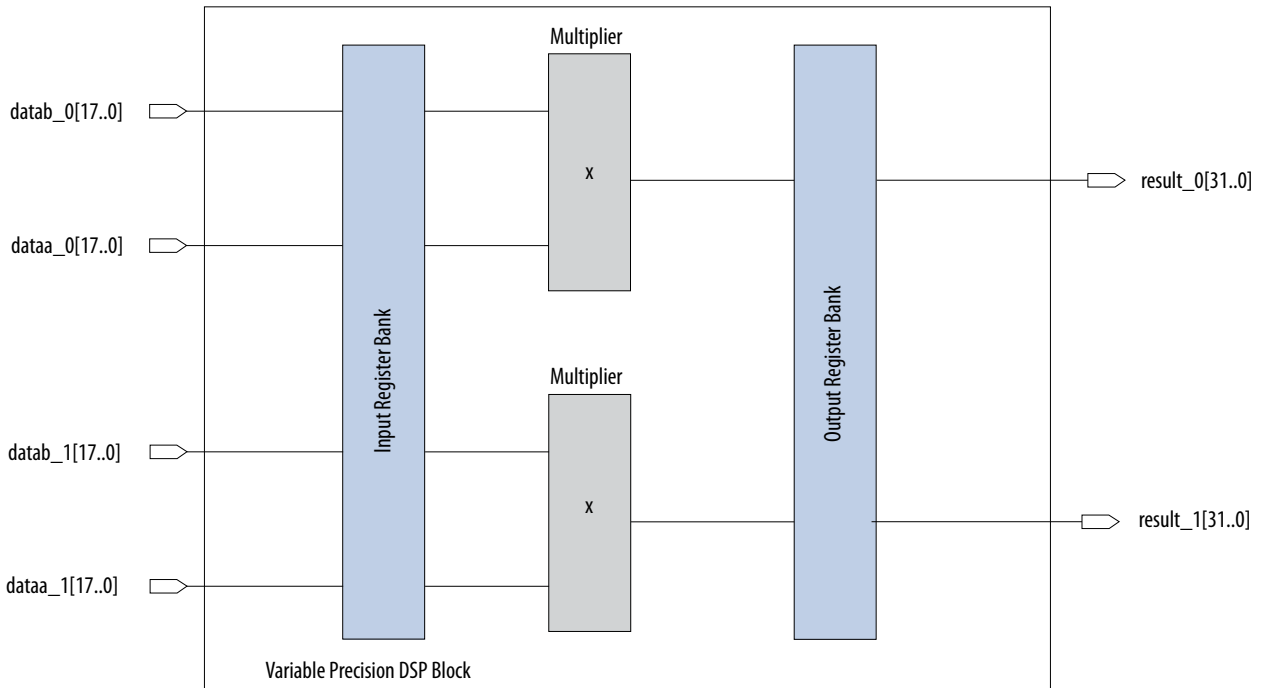 Multiplier
datab_0[17..0]
x
result_0[31..0]
dataa_0[17..0]
Input Register Bank
Output Register Bank
Multiplier
datab_1[17..0]
x
result_1[31..0]
dataa_1[17..0]
Variable Precision DSP Block